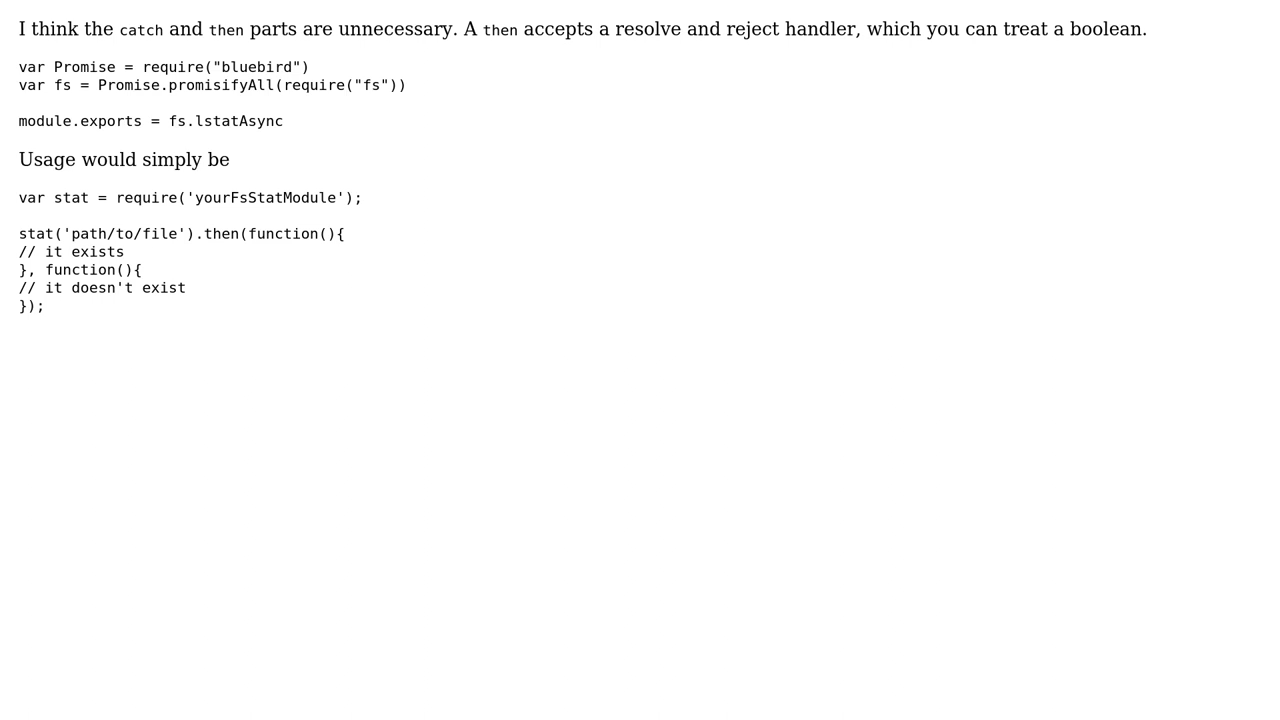 I think the catch and then parts are unnecessary. A then accepts a resolve and reject handler, which you can treat a boolean.
var Promise = require("bluebird")
var fs = Promise.promisifyAll(require("fs"))
module.exports = fs.lstatAsync
Usage would simply be
var stat = require('yourFsStatModule');
stat('path/to/file').then(function(){
// it exists
}, function(){
// it doesn't exist
});